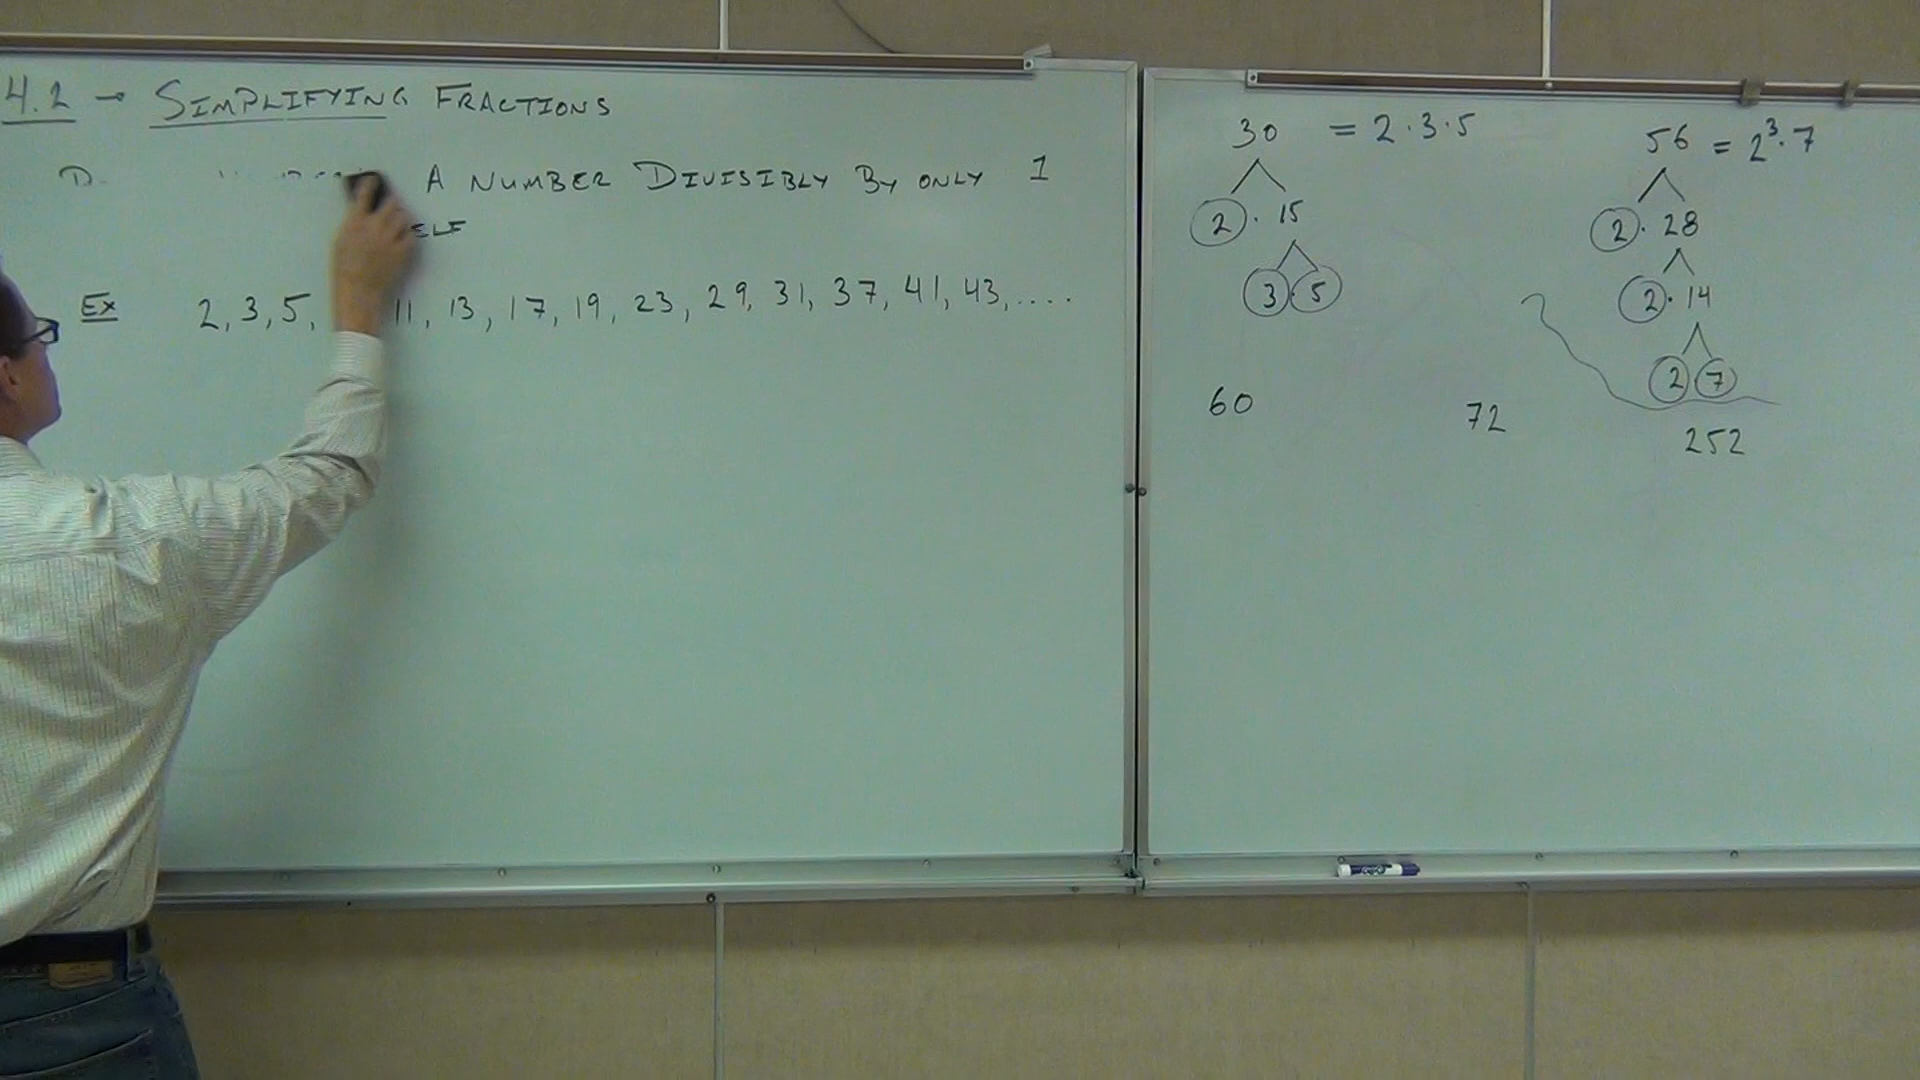 4.2 → SIMPLIFYING FRACTIONS
A NUMBER DIVISIBLY BY ONLY 1
ELF
Ex 2, 3, 5, 11, 13, 17, 19, 23, 29, 31, 37, 41, 43, ....
30 = 2·3·5
2 · 15
3 · 5
56 = 2³·7
2 · 28
2 · 14
2 7
60
72
252